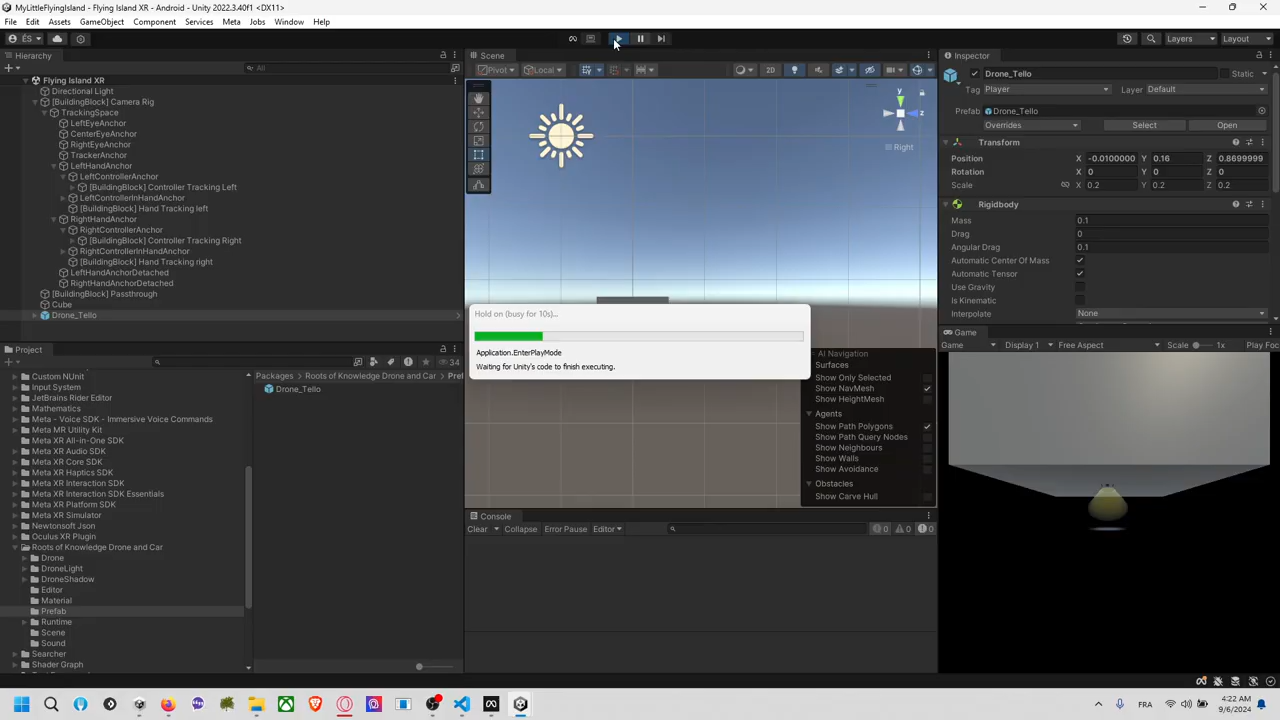 MyLittleFlyingIsland - Flying Island XR - Android - Unity 2022.3.40f1 <DX11>
File Edit Assets GameObject Component Services Meta Jobs Window Help
ÉS
Layers
Layout
Hierarchy
All
Flying Island XR
Directional Light
[BuildingBlock] Camera Rig
TrackingSpace
LeftEyeAnchor
CenterEyeAnchor
RightEyeAnchor
TrackerAnchor
LeftHandAnchor
LeftControllerAnchor
[BuildingBlock] Controller Tracking Left
LeftControllerInHandAnchor
[BuildingBlock] Hand Tracking left
RightHandAnchor
RightControllerAnchor
[BuildingBlock] Controller Tracking Right
RightControllerInHandAnchor
[BuildingBlock] Hand Tracking right
LeftHandAnchorDetached
RightHandAnchorDetached
[BuildingBlock] Passthrough
Cube
Drone_Tello
Project
34
Custom NUnit
Input System
JetBrains Rider Editor
Mathematics
Meta - Voice SDK - Immersive Voice Commands
Meta MR Utility Kit
Meta XR All-in-One SDK
Meta XR Audio SDK
Meta XR Core SDK
Meta XR Haptics SDK
Meta XR Interaction SDK
Meta XR Interaction SDK Essentials
Meta XR Platform SDK
Meta XR Simulator
Newtonsoft Json
Oculus XR Plugin
Roots of Knowledge Drone and Car
Drone
DroneLight
DroneShadow
Editor
Material
Prefab
Runtime
Scene
Sound
Searcher
Shader Graph
Packages Roots of Knowledge Drone and Car Pref
Drone_Tello
Scene
Pivot Local
2D
y
z
Right
Hold on (busy for 10s)...
Application.EnterPlayMode
Waiting for Unity's code to finish executing.
AI Navigation
Surfaces
Show Only Selected
Show NavMesh
Show HeightMesh
Agents
Show Path Polygons
Show Path Query Nodes
Show Neighbours
Show Walls
Show Avoidance
Obstacles
Show Carve Hull
Console
Clear Collapse Error Pause Editor
0 0 0
Inspector
Drone_Tello Static
Tag Player Layer Default
Prefab Drone_Tello
Overrides Select Open
Transform
Position X -0.0100000 Y 0.16 Z 0.8699999
Rotation X 0 Y 0 Z 0
Scale X 0.2 Y 0.2 Z 0.2
Rigidbody
Mass 0.1
Drag 0
Angular Drag 0.1
Automatic Center Of Mass
Automatic Tensor
Use Gravity
Is Kinematic
Interpolate None
Game
Game Display 1 Free Aspect Scale 1x Play Foc
FRA
4:22 AM
9/6/2024